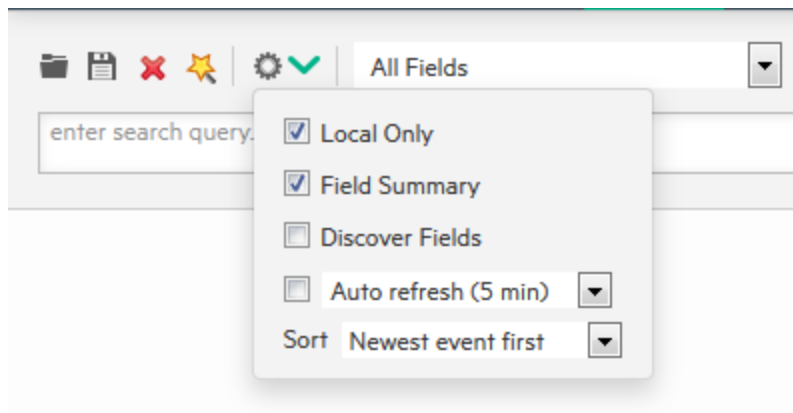 All Fields
enter search query.
Local Only
Field Summary
Discover Fields
Auto refresh (5 min)
Sort Newest event first